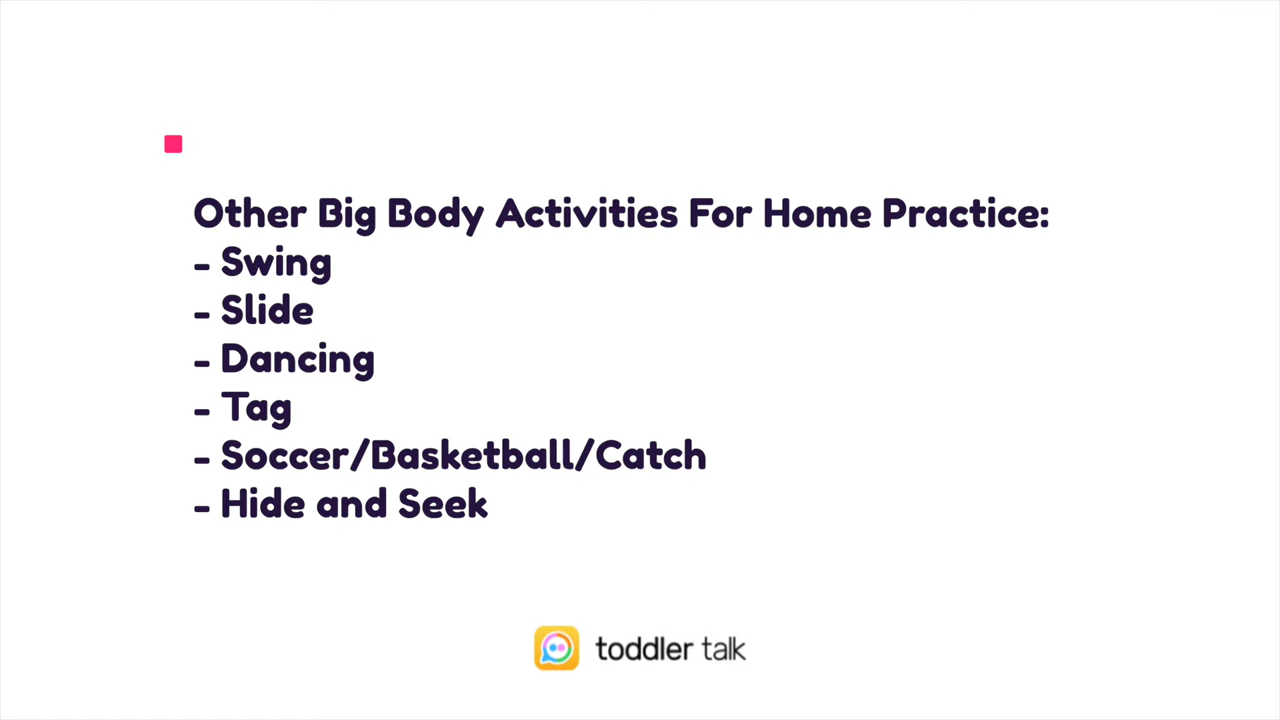 Other Big Body Activities For Home Practice:
- Swing
- Slide
- Dancing
- Tag
- Soccer/Basketball/Catch
- Hide and Seek
toddler talk